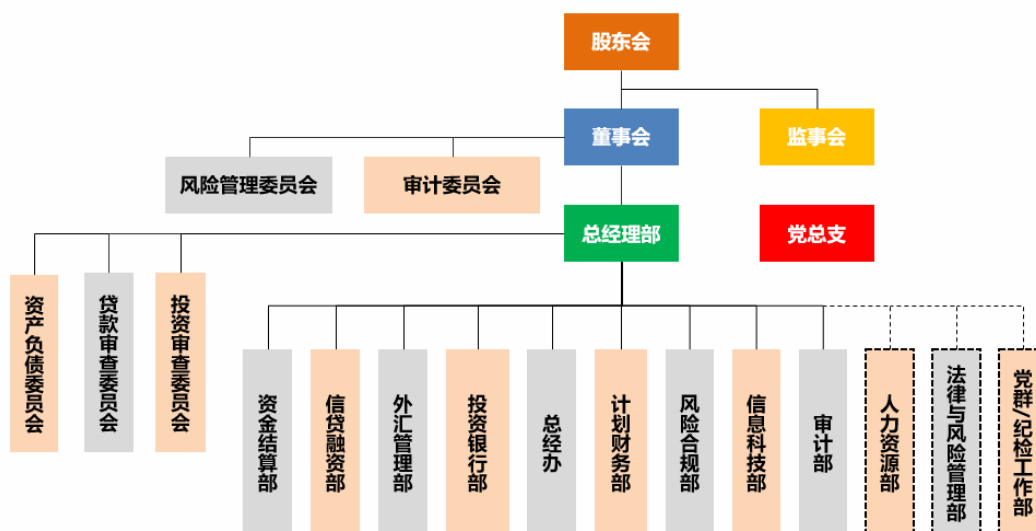 股东会
董事会
监事会
风险管理委员会
审计委员会
总经理部
党总支
资产负债委员会
贷款审查委员会
投资审查委员会
资金结算部
信贷融资部
外汇管理部
投资银行部
总经办
计划财务部
风险合规部
信息科技部
审计部
人力资源部
法律与风险管理部
党群/纪检工作部